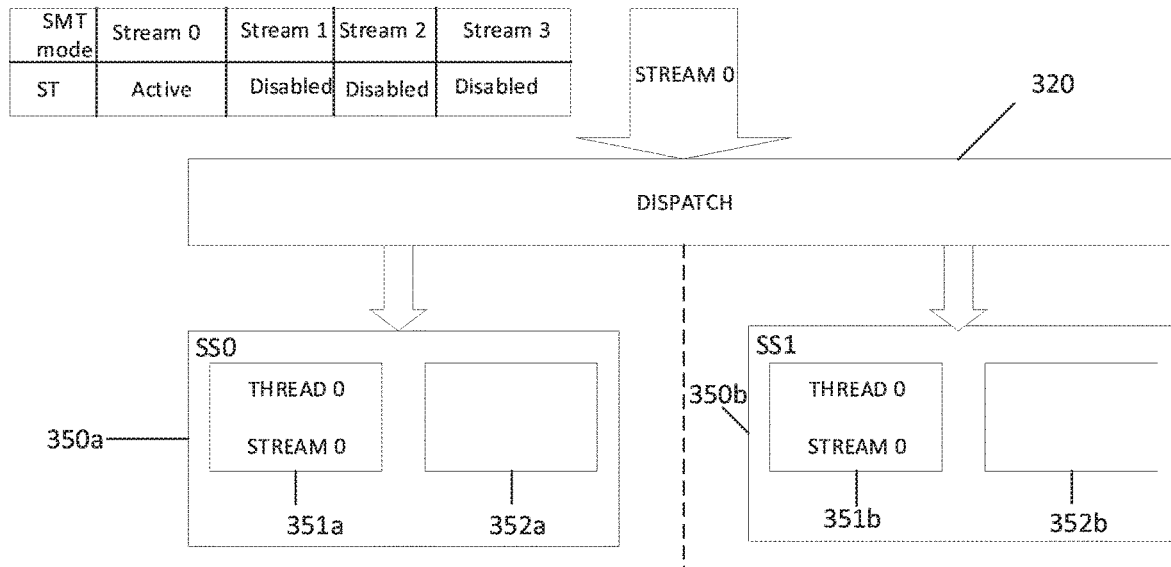 SMT mode Stream 0 Stream 1 Stream 2 Stream 3
ST Active Disabled Disabled Disabled
STREAM 0
320
DISPATCH
SS0
SS1
THREAD 0
STREAM 0
THREAD 0
STREAM 0
350a
350b
351a
352a
351b
352b